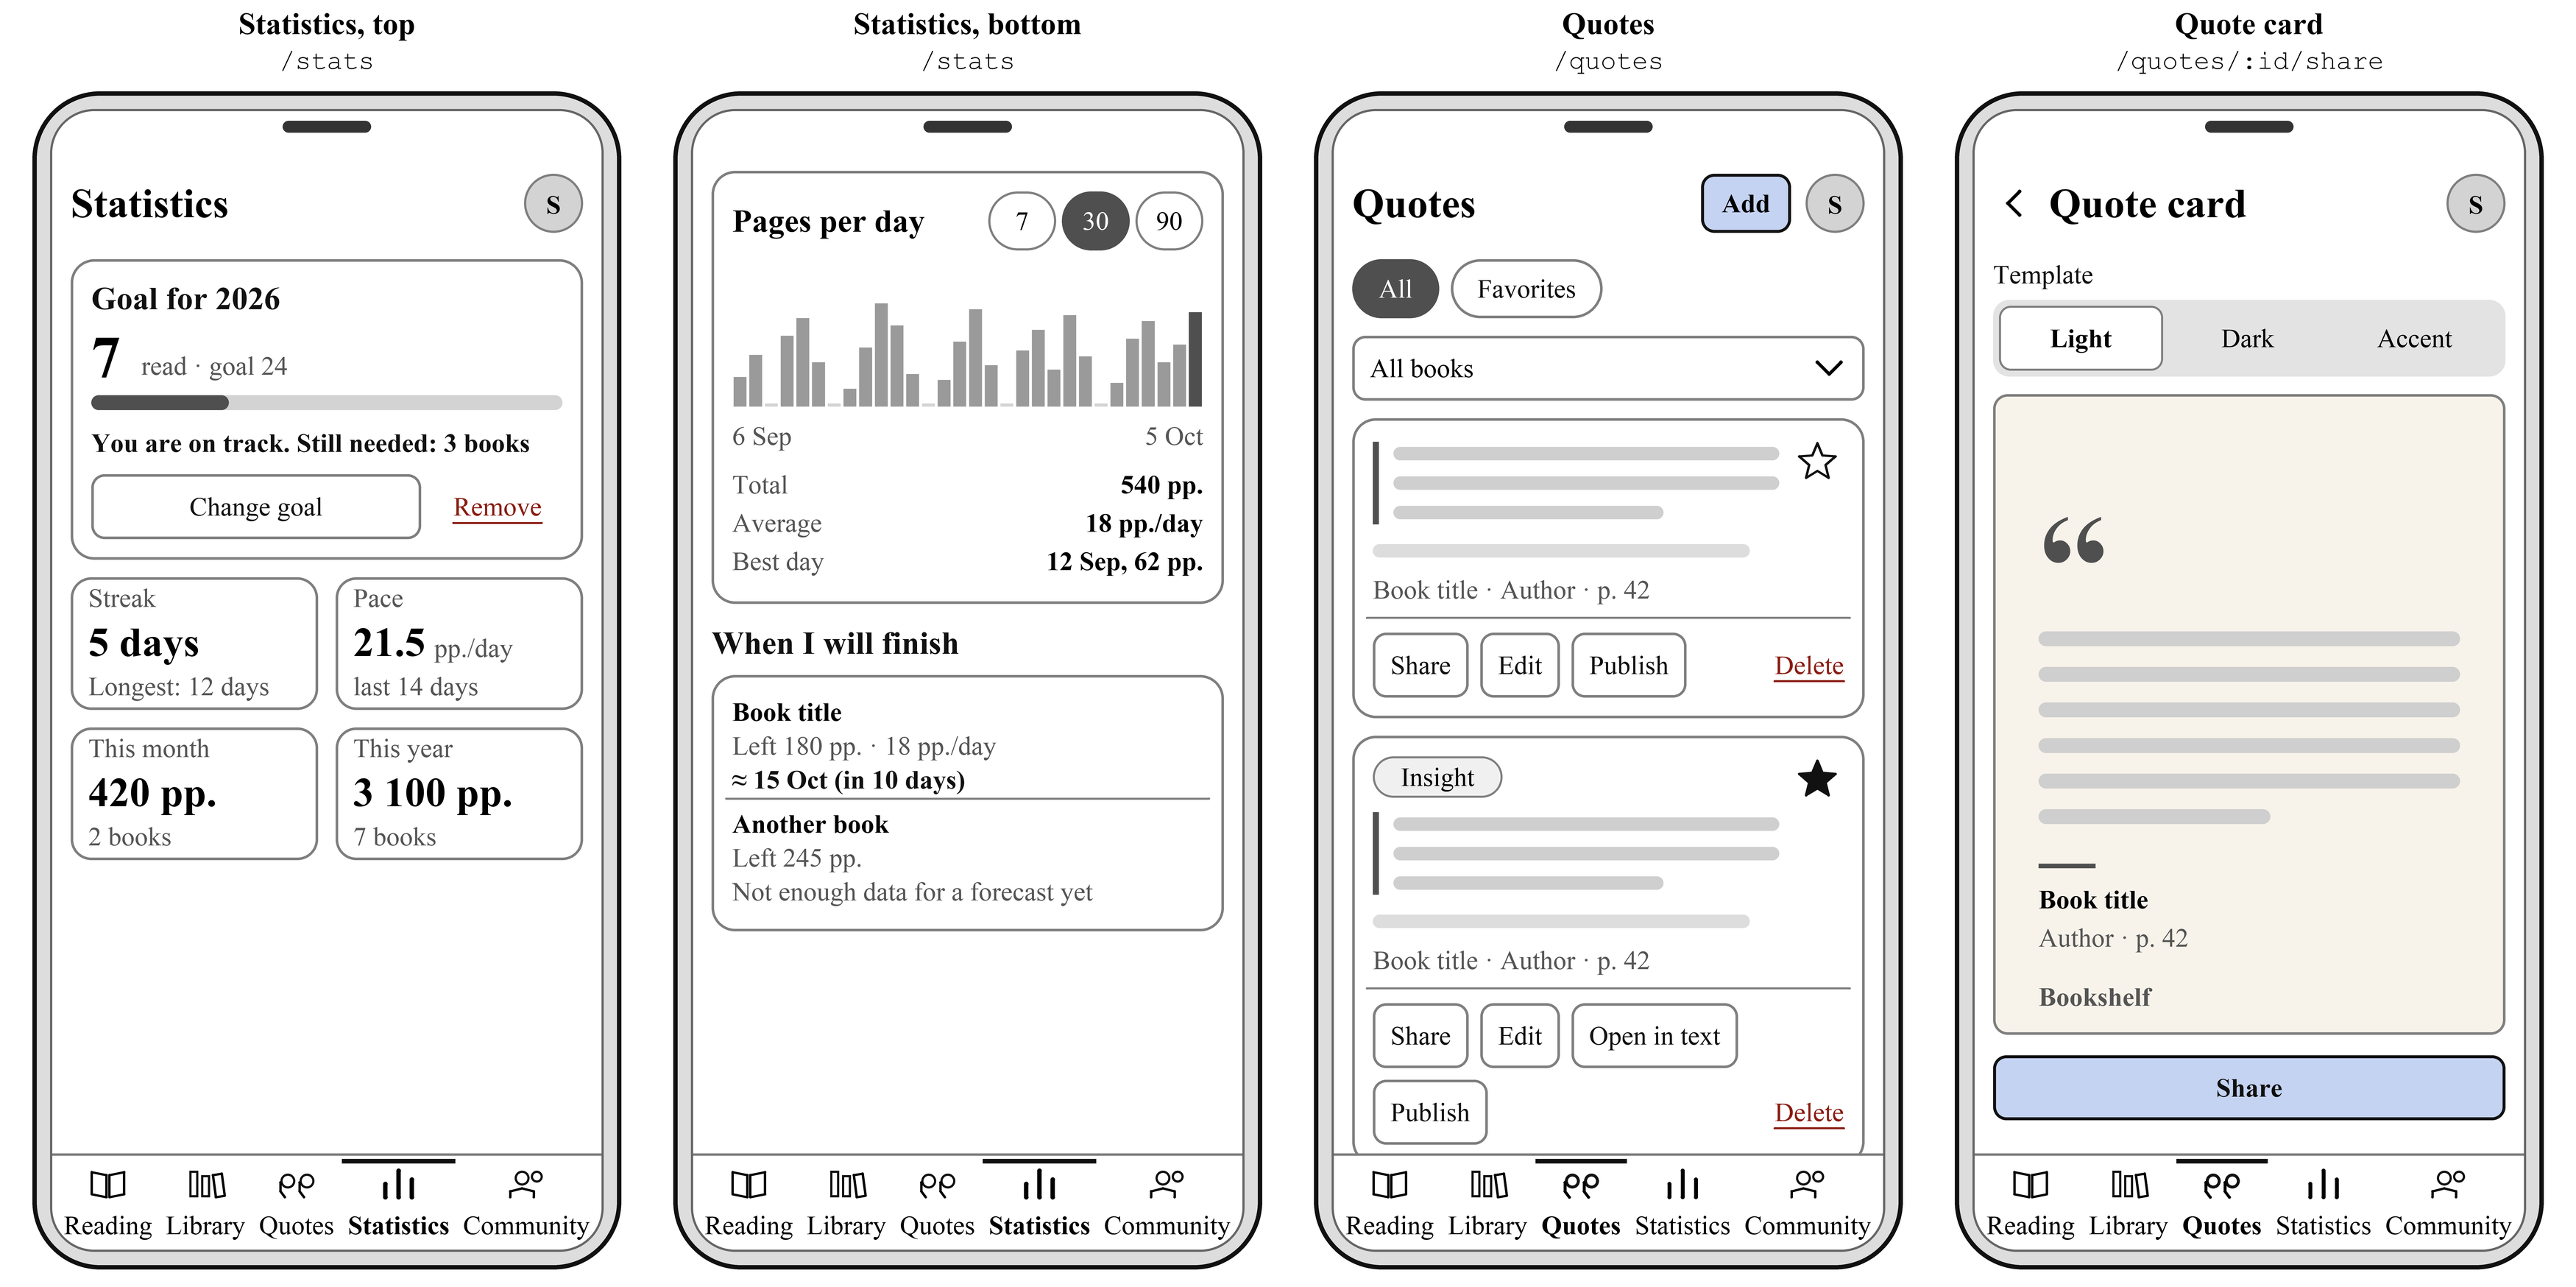 Statistics, top
/stats
Statistics
S
Goal for 2026
7 read · goal 24
You are on track. Still needed: 3 books
Change goal
Remove
Streak
5 days
Longest: 12 days
Pace
21.5 pp./day
last 14 days
This month
420 pp.
2 books
This year
3 100 pp.
7 books
Reading
Library
Quotes
Statistics
Community
Statistics, bottom
/stats
Pages per day
7
30
90
6 Sep
5 Oct
Total
540 pp.
Average
18 pp./day
Best day
12 Sep, 62 pp.
When I will finish
Book title
Left 180 pp. · 18 pp./day
≈ 15 Oct (in 10 days)
Another book
Left 245 pp.
Not enough data for a forecast yet
Reading
Library
Quotes
Statistics
Community
Quotes
/quotes
Quotes
Add
S
All
Favorites
All books
Book title · Author · p. 42
Share
Edit
Publish
Delete
Insight
Book title · Author · p. 42
Share
Edit
Open in text
Publish
Delete
Reading
Library
Quotes
Statistics
Community
Quote card
/quotes/:id/share
Quote card
S
Template
Light
Dark
Accent
“
Book title
Author · p. 42
Bookshelf
Share
Reading
Library
Quotes
Statistics
Community